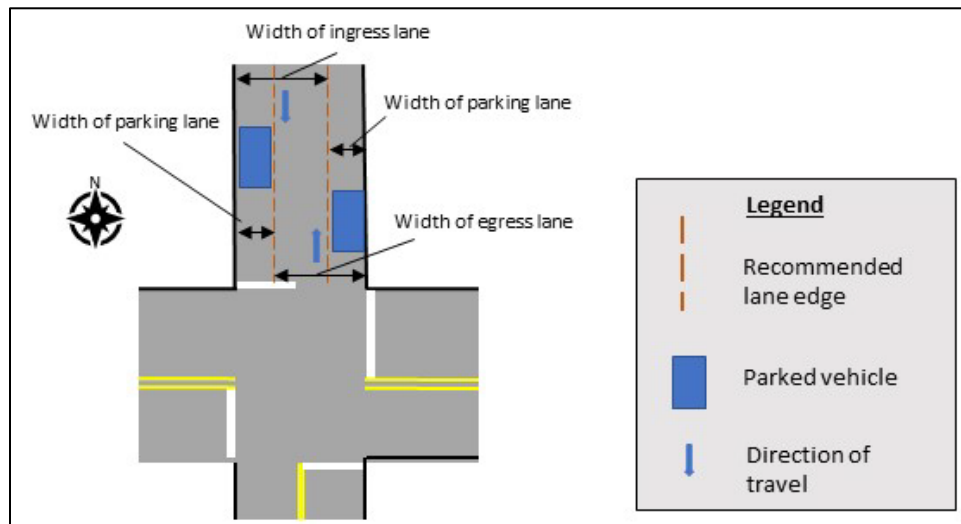 Width of ingress lane
Width of parking lane
Width of parking lane
N
Width of egress lane
Legend
Recommended
lane edge
Parked vehicle
Direction of
travel